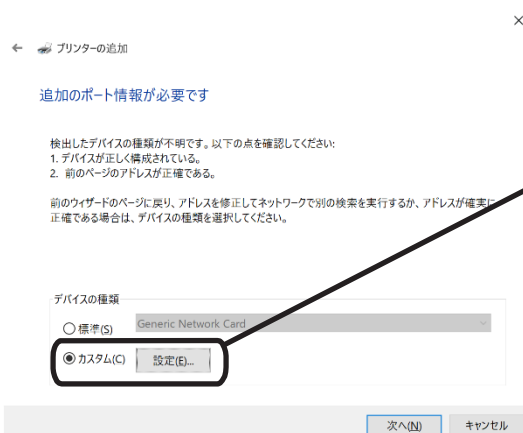 プリンターの追加
追加のポート情報が必要です
検出したデバイスの種類が不明です。以下の点を確認してください:
1. デバイスが正しく構成されている。
2. 前のページのアドレスが正確である。
前のウィザードのページに戻り、アドレスを修正してネットワークで別の検索を実行するか、アドレスが確実に
正確である場合は、デバイスの種類を選択してください。
デバイスの種類
標準(S) Generic Network Card
カスタム(C) 設定(E)...
次へ(N) キャンセル